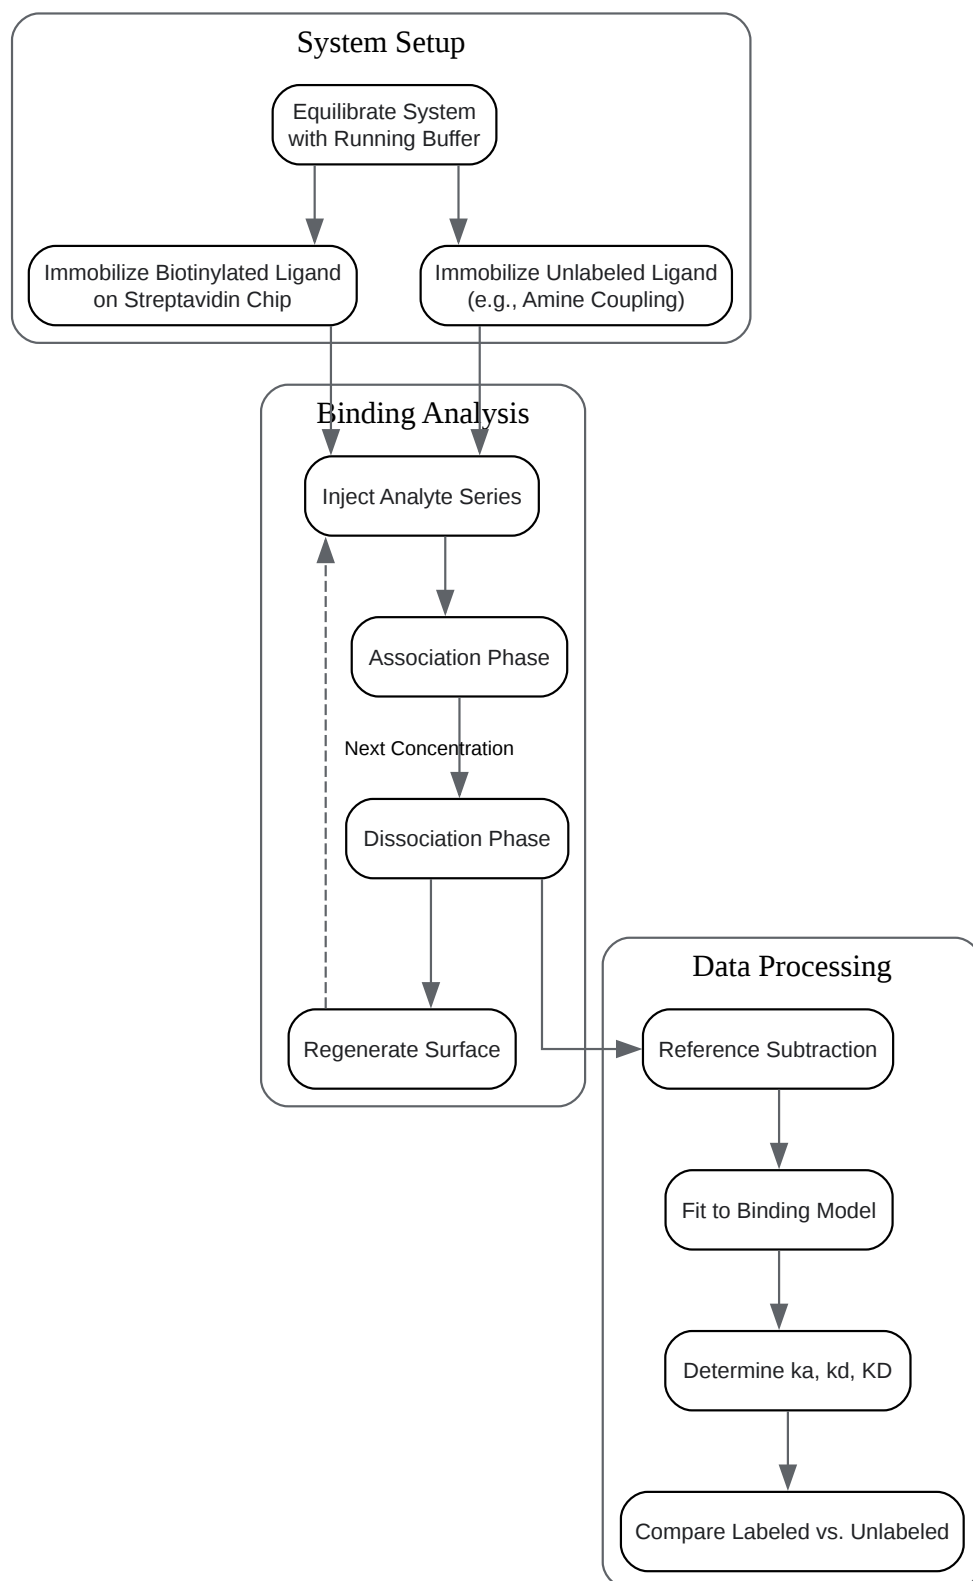 System Setup
Equilibrate System
with Running Buffer
Immobilize Biotinylated Ligand
on Streptavidin Chip
Immobilize Unlabeled Ligand
(e.g., Amine Coupling)
Binding Analysis
Inject Analyte Series
Association Phase
Next Concentration
Dissociation Phase
Regenerate Surface
Data Processing
Reference Subtraction
Fit to Binding Model
Determine ka, kd, KD
Compare Labeled vs. Unlabeled